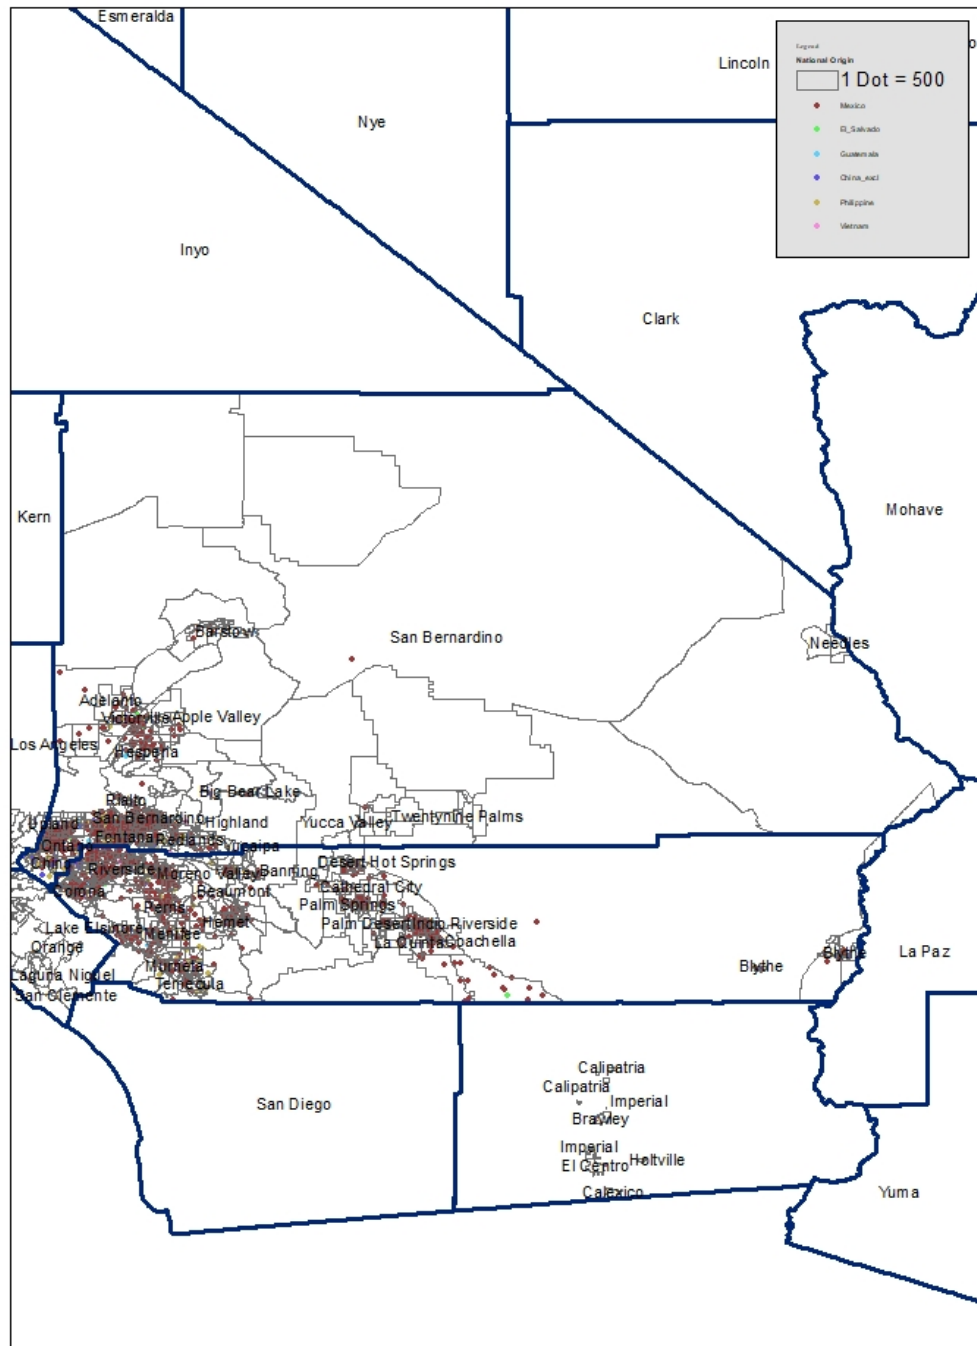 Esmeralda
Legend
National Origin
1 Dot = 500
Mexico
El_Salvado
Guatemala
China_excl
Philippine
Vietnam
Lincoln
o
Nye
Inyo
Clark
Kern
Mohave
Barstow
San Bernardino
Needles
Adelanto
Victorville
Apple Valley
Los Angeles
Hesperia
Big Bear Lake
Rialto
Upland
San Bernardino
Highland
Yucca Valley
Twentynine Palms
Ontario
Fontana
Redlands
Yucaipa
Chino
Riverside
Moreno Valley
Banning
Desert Hot Springs
Corona
Beaumont
Cathedral City
Perris
Palm Springs
Lake Elsinore
Hemet
Palm Desert
Indio
Riverside
Orange
Menifee
La Quinta
Coachella
Blythe
La Paz
Laguna Niguel
Murrieta
Blythe
San Clemente
Temecula
Calipatria
Calipatria
San Diego
Imperial
Brawley
Imperial
El Centro
Holtville
Calexico
Yuma